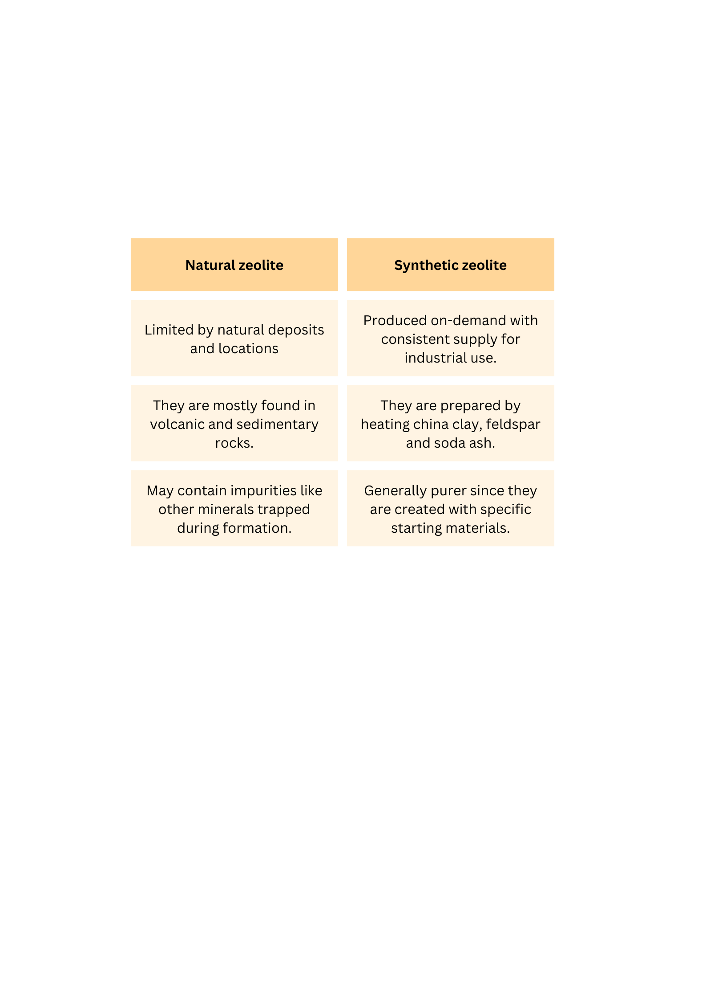 Natural zeolite
Synthetic zeolite
Limited by natural deposits
and locations
Produced on-demand with
consistent supply for
industrial use.
They are mostly found in
volcanic and sedimentary
rocks.
They are prepared by
heating china clay, feldspar
and soda ash.
May contain impurities like
other minerals trapped
during formation.
Generally purer since they
are created with specific
starting materials.